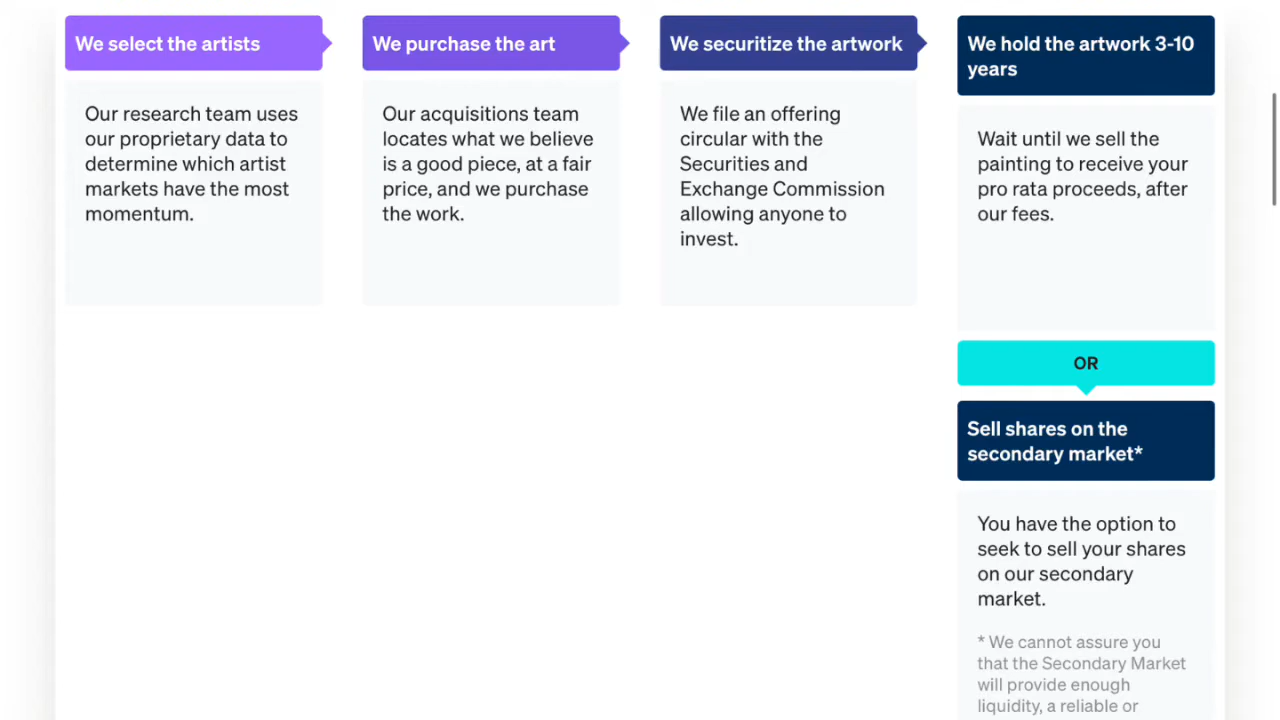 We select the artists
Our research team uses
our proprietary data to
determine which artist
markets have the most
momentum.
We purchase the art
Our acquisitions team
locates what we believe
is a good piece, at a fair
price, and we purchase
the work.
We securitize the artwork
We file an offering
circular with the
Securities and
Exchange Commission
allowing anyone to
invest.
We hold the artwork 3-10
years
Wait until we sell the
painting to receive your
pro rata proceeds, after
our fees.
OR
Sell shares on the
secondary market*
You have the option to
seek to sell your shares
on our secondary
market.
* We cannot assure you
that the Secondary Market
will provide enough
liquidity, a reliable or